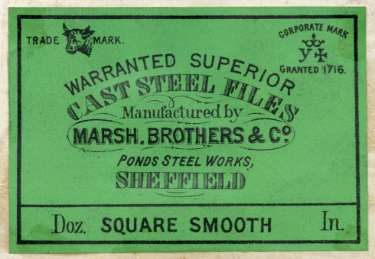 TRADE MARK.
CORPORATE MARK
GRANTED 1716.
WARRANTED SUPERIOR
CAST STEEL FILES
Manufactured by
MARSH. BROTHERS & Co.
PONDS STEEL WORKS,
SHEFFIELD
Doz. SQUARE SMOOTH In.